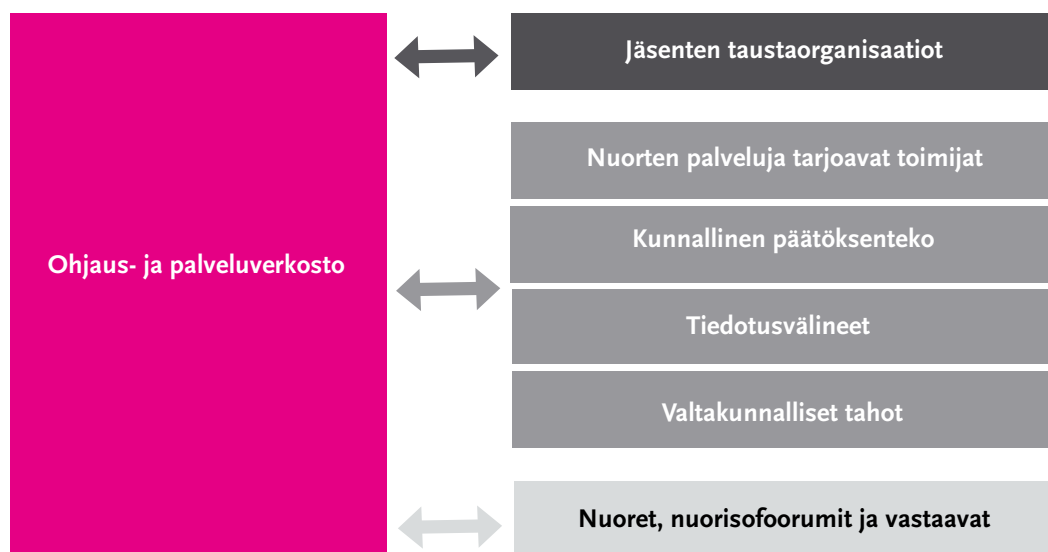 Ohjaus- ja palveluverkosto
Jäsenten taustaorganisaatiot
Nuorten palveluja tarjoavat toimijat
Kunnallinen päätöksenteko
Tiedotusvälineet
Valtakunnalliset tahot
Nuoret, nuorisofoorumit ja vastaavat